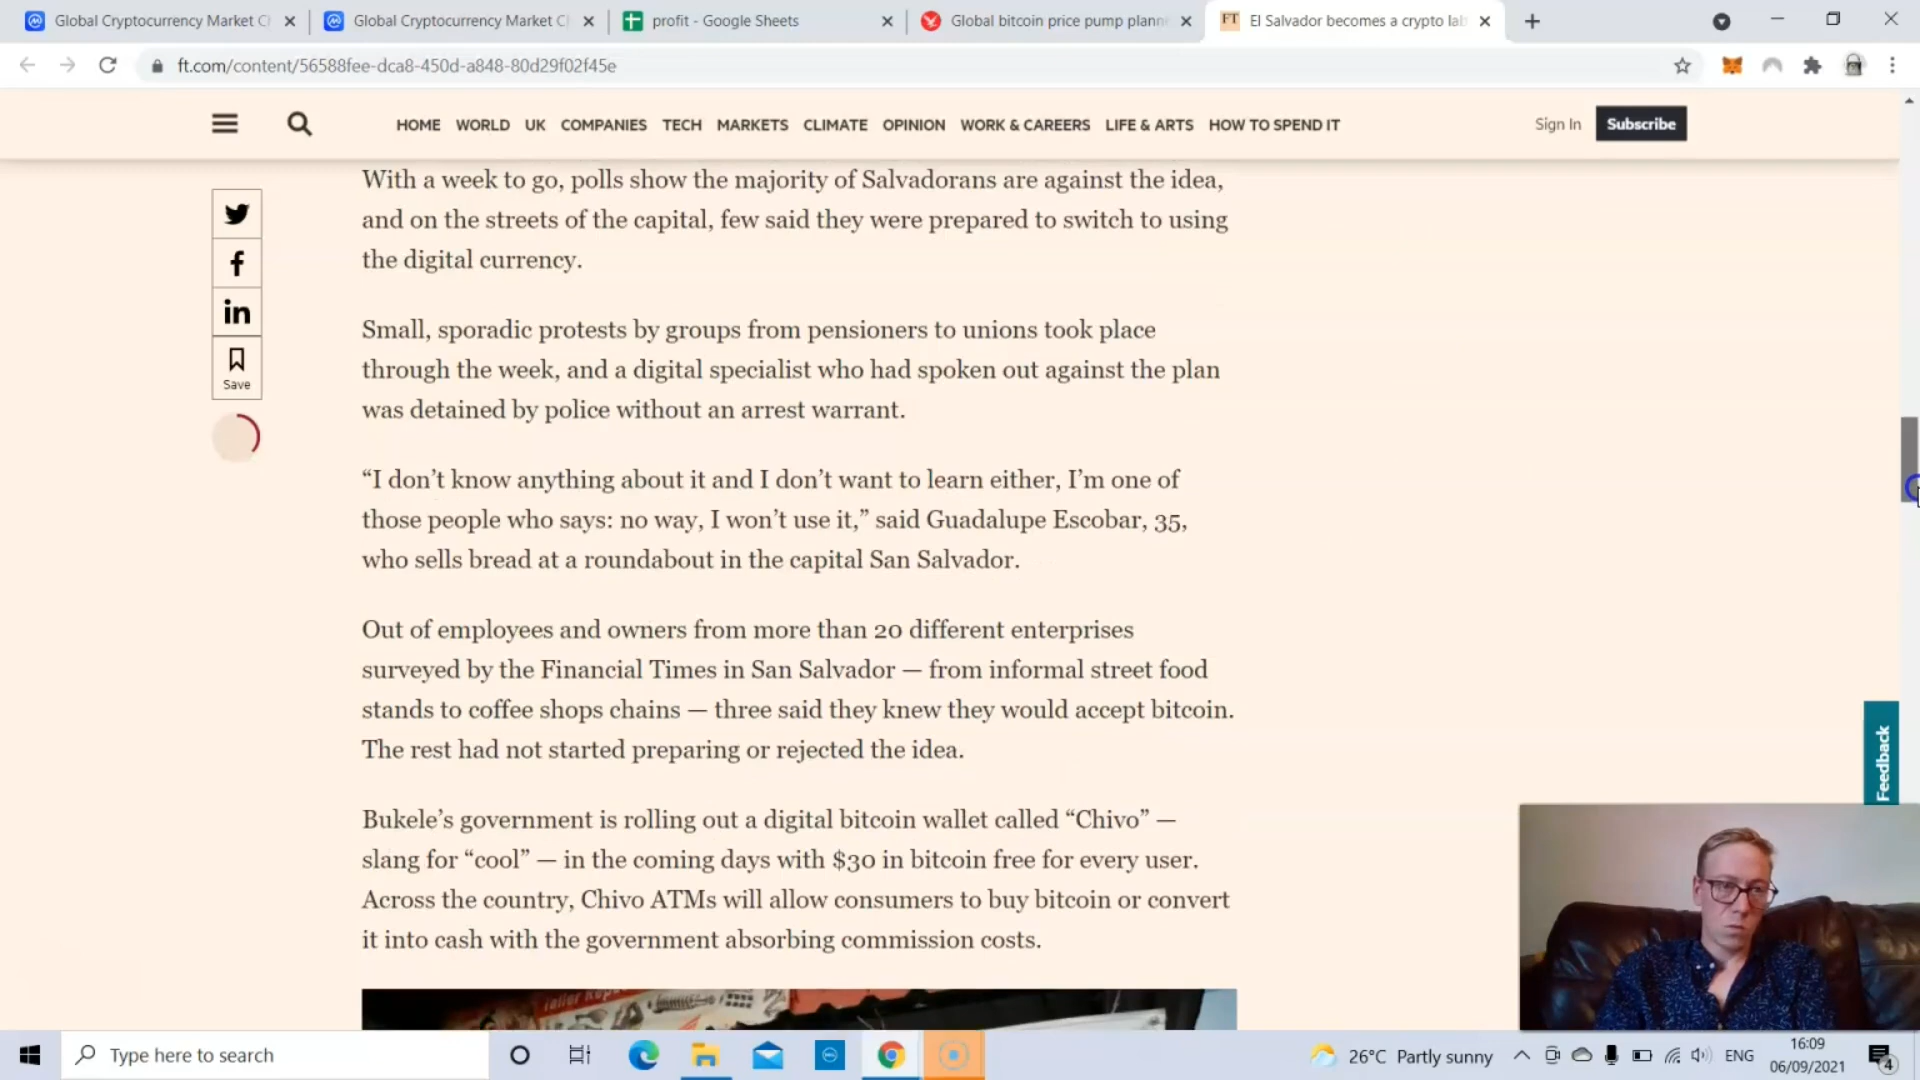 Global Cryptocurrency Market C
Global Cryptocurrency Market C
profit - Google Sheets
Global bitcoin price pump plann
FT
El Salvador becomes a crypto lab
ft.com/content/56588fee-dca8-450d-a848-80d29f02f45e
HOME WORLD UK COMPANIES TECH MARKETS CLIMATE OPINION WORK & CAREERS LIFE & ARTS HOW TO SPEND IT
Sign In
Subscribe
With a week to go, polls show the majority of Salvadorans are against the idea,
and on the streets of the capital, few said they were prepared to switch to using
the digital currency.
Small, sporadic protests by groups from pensioners to unions took place
through the week, and a digital specialist who had spoken out against the plan
was detained by police without an arrest warrant.
“I don’t know anything about it and I don’t want to learn either, I’m one of
those people who says: no way, I won’t use it,” said Guadalupe Escobar, 35,
who sells bread at a roundabout in the capital San Salvador.
Out of employees and owners from more than 20 different enterprises
surveyed by the Financial Times in San Salvador — from informal street food
stands to coffee shops chains — three said they knew they would accept bitcoin.
The rest had not started preparing or rejected the idea.
Bukele’s government is rolling out a digital bitcoin wallet called “Chivo” —
slang for “cool” — in the coming days with $30 in bitcoin free for every user.
Across the country, Chivo ATMs will allow consumers to buy bitcoin or convert
it into cash with the government absorbing commission costs.
Save
Feedback
Type here to search
26°C Partly sunny
ENG
16:09
06/09/2021
4